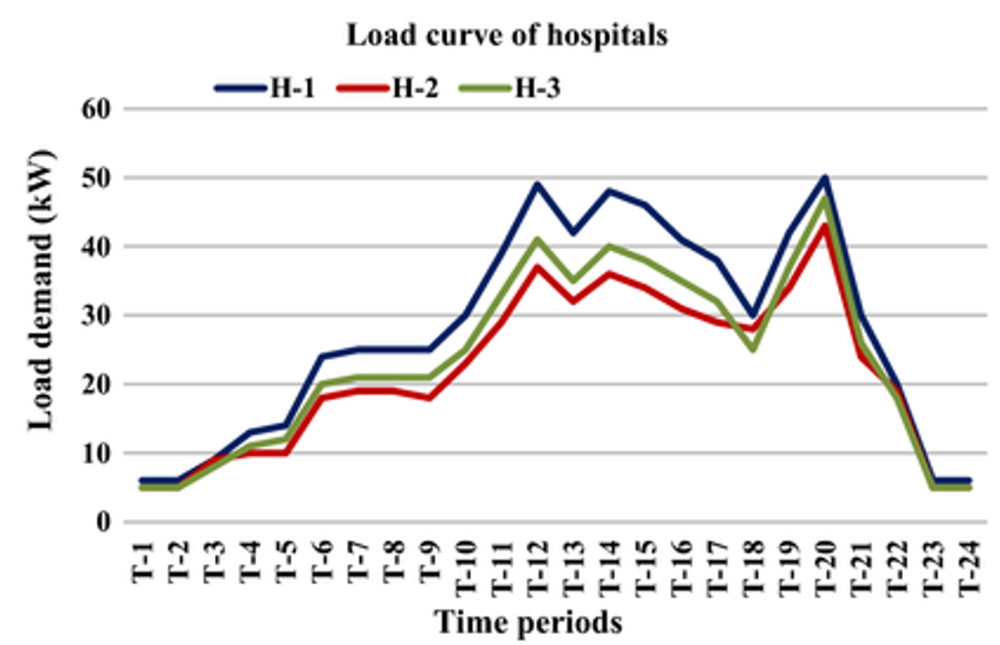 Load curve of hospitals
H-1 H-2 H-3
60
50
40
30
20
10
0
Load demand (kW)
T-1 T-2 T-3 T-4 T-5 T-6 T-7 T-8 T-9 T-10 T-11 T-12 T-13 T-14 T-15 T-16 T-17 T-18 T-19 T-20 T-21 T-22 T-23 T-24
Time periods